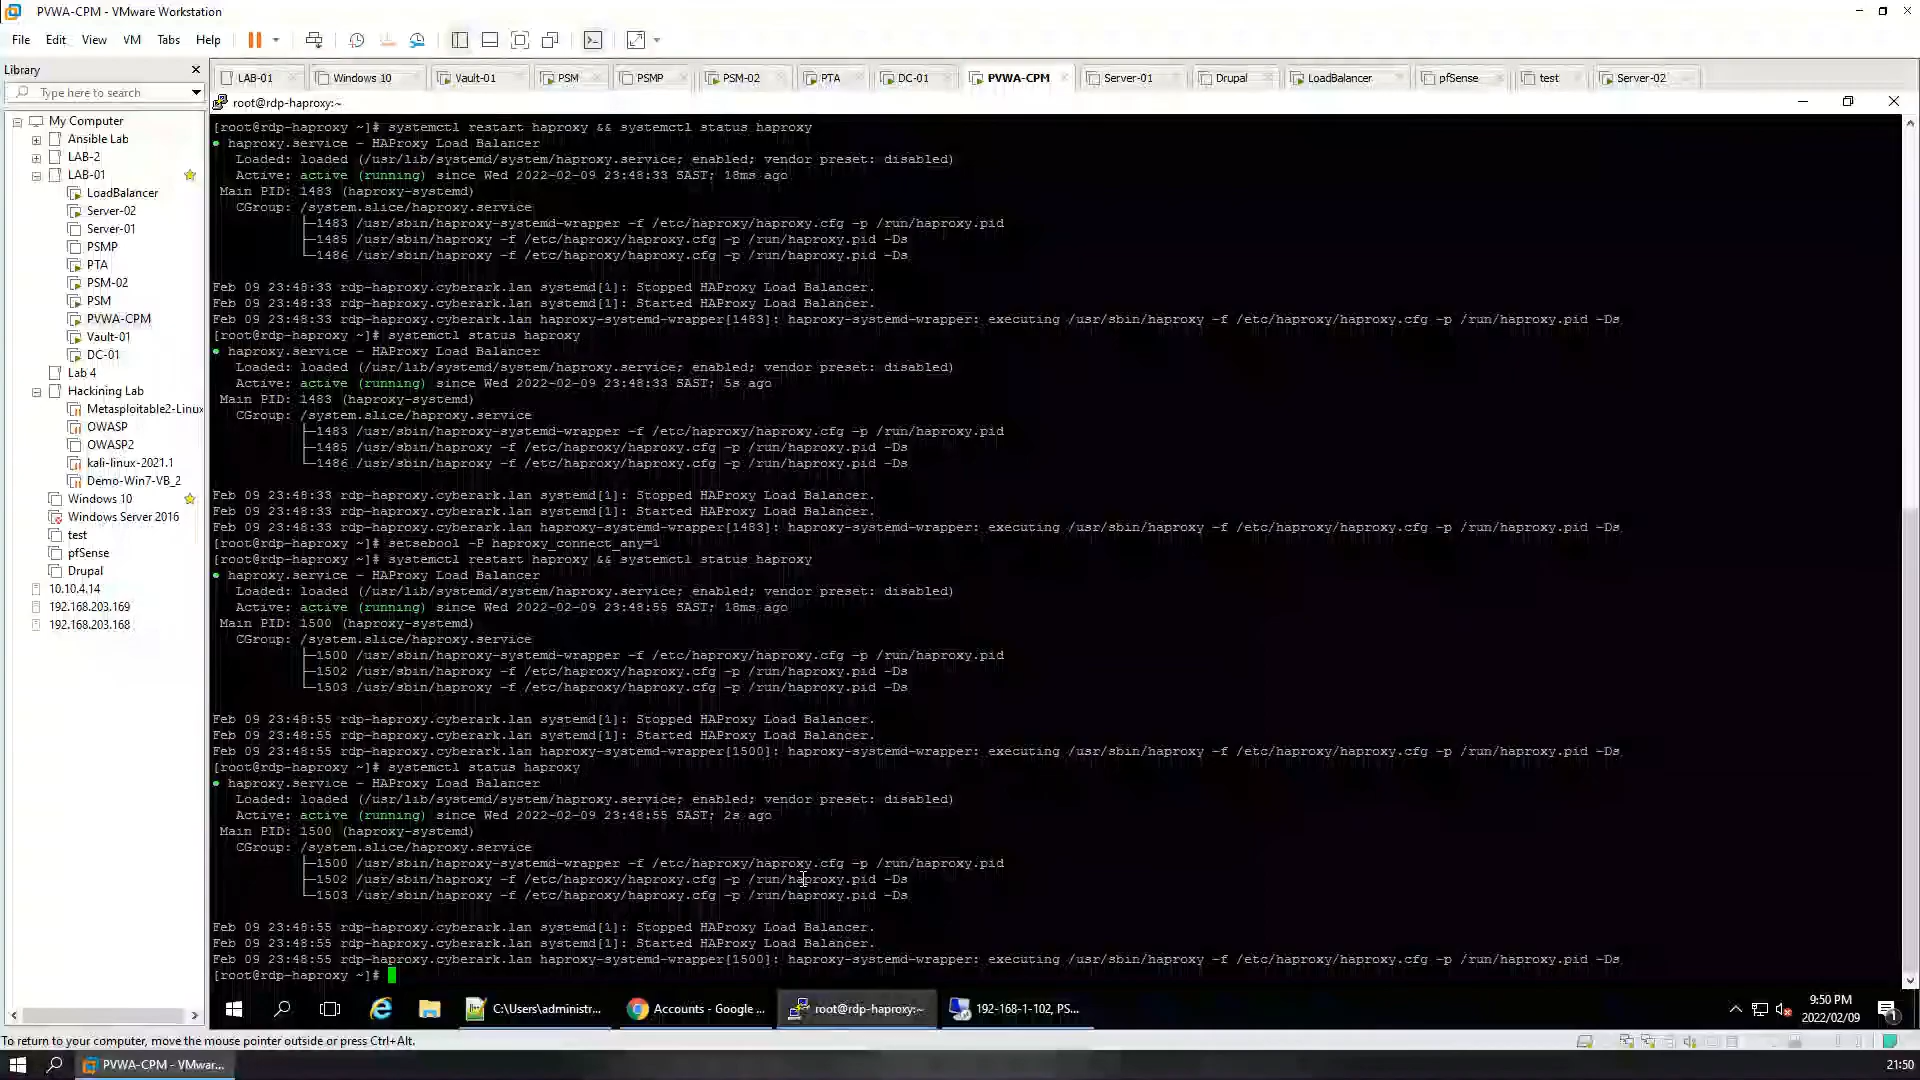 PVWA-CPM - VMware Workstation
File Edit View VM Tabs Help
Library
Type here to search
My Computer
Ansible Lab
LAB-2
LAB-01
LoadBalancer
Server-02
Server-01
PSMP
PTA
PSM-02
PSM
PVWA-CPM
Vault-01
DC-01
Lab 4
Hackining Lab
Metasploitable2-Linux
OWASP
OWASP2
kali-linux-2021.1
Demo-Win7-VB_2
Windows 10
Windows Server 2016
test
pfSense
Drupal
10.10.4.14
192.168.203.169
192.168.203.168
LAB-01 Windows 10 Vault-01 PSM PSMP PSM-02 PTA DC-01 PVWA-CPM Server-01 Drupal LoadBalancer pfSense test Server-02
root@rdp-haproxy:~
[root@rdp-haproxy ~]# systemctl restart haproxy && systemctl status haproxy
● haproxy.service - HAProxy Load Balancer
Loaded: loaded (/usr/lib/systemd/system/haproxy.service; enabled; vendor preset: disabled)
Active: active (running) since Wed 2022-02-09 23:48:33 SAST; 18ms ago
Main PID: 1483 (haproxy-systemd)
CGroup: /system.slice/haproxy.service
├─1483 /usr/sbin/haproxy-systemd-wrapper -f /etc/haproxy/haproxy.cfg -p /run/haproxy.pid
├─1485 /usr/sbin/haproxy -f /etc/haproxy/haproxy.cfg -p /run/haproxy.pid -Ds
└─1486 /usr/sbin/haproxy -f /etc/haproxy/haproxy.cfg -p /run/haproxy.pid -Ds
Feb 09 23:48:33 rdp-haproxy.cyberark.lan systemd[1]: Stopped HAProxy Load Balancer.
Feb 09 23:48:33 rdp-haproxy.cyberark.lan systemd[1]: Started HAProxy Load Balancer.
Feb 09 23:48:33 rdp-haproxy.cyberark.lan haproxy-systemd-wrapper[1483]: haproxy-systemd-wrapper: executing /usr/sbin/haproxy -f /etc/haproxy/haproxy.cfg -p /run/haproxy.pid -Ds
[root@rdp-haproxy ~]# systemctl status haproxy
● haproxy.service - HAProxy Load Balancer
Loaded: loaded (/usr/lib/systemd/system/haproxy.service; enabled; vendor preset: disabled)
Active: active (running) since Wed 2022-02-09 23:48:33 SAST; 5s ago
Main PID: 1483 (haproxy-systemd)
CGroup: /system.slice/haproxy.service
├─1483 /usr/sbin/haproxy-systemd-wrapper -f /etc/haproxy/haproxy.cfg -p /run/haproxy.pid
├─1485 /usr/sbin/haproxy -f /etc/haproxy/haproxy.cfg -p /run/haproxy.pid -Ds
└─1486 /usr/sbin/haproxy -f /etc/haproxy/haproxy.cfg -p /run/haproxy.pid -Ds
Feb 09 23:48:33 rdp-haproxy.cyberark.lan systemd[1]: Stopped HAProxy Load Balancer.
Feb 09 23:48:33 rdp-haproxy.cyberark.lan systemd[1]: Started HAProxy Load Balancer.
Feb 09 23:48:33 rdp-haproxy.cyberark.lan haproxy-systemd-wrapper[1483]: haproxy-systemd-wrapper: executing /usr/sbin/haproxy -f /etc/haproxy/haproxy.cfg -p /run/haproxy.pid -Ds
[root@rdp-haproxy ~]# setsebool -P haproxy_connect_any=1
[root@rdp-haproxy ~]# systemctl restart haproxy && systemctl status haproxy
● haproxy.service - HAProxy Load Balancer
Loaded: loaded (/usr/lib/systemd/system/haproxy.service; enabled; vendor preset: disabled)
Active: active (running) since Wed 2022-02-09 23:48:55 SAST; 18ms ago
Main PID: 1500 (haproxy-systemd)
CGroup: /system.slice/haproxy.service
├─1500 /usr/sbin/haproxy-systemd-wrapper -f /etc/haproxy/haproxy.cfg -p /run/haproxy.pid
├─1502 /usr/sbin/haproxy -f /etc/haproxy/haproxy.cfg -p /run/haproxy.pid -Ds
└─1503 /usr/sbin/haproxy -f /etc/haproxy/haproxy.cfg -p /run/haproxy.pid -Ds
Feb 09 23:48:55 rdp-haproxy.cyberark.lan systemd[1]: Stopped HAProxy Load Balancer.
Feb 09 23:48:55 rdp-haproxy.cyberark.lan systemd[1]: Started HAProxy Load Balancer.
Feb 09 23:48:55 rdp-haproxy.cyberark.lan haproxy-systemd-wrapper[1500]: haproxy-systemd-wrapper: executing /usr/sbin/haproxy -f /etc/haproxy/haproxy.cfg -p /run/haproxy.pid -Ds
[root@rdp-haproxy ~]# systemctl status haproxy
● haproxy.service - HAProxy Load Balancer
Loaded: loaded (/usr/lib/systemd/system/haproxy.service; enabled; vendor preset: disabled)
Active: active (running) since Wed 2022-02-09 23:48:55 SAST; 2s ago
Main PID: 1500 (haproxy-systemd)
CGroup: /system.slice/haproxy.service
├─1500 /usr/sbin/haproxy-systemd-wrapper -f /etc/haproxy/haproxy.cfg -p /run/haproxy.pid
├─1502 /usr/sbin/haproxy -f /etc/haproxy/haproxy.cfg -p /run/haproxy.pid -Ds
└─1503 /usr/sbin/haproxy -f /etc/haproxy/haproxy.cfg -p /run/haproxy.pid -Ds
Feb 09 23:48:55 rdp-haproxy.cyberark.lan systemd[1]: Stopped HAProxy Load Balancer.
Feb 09 23:48:55 rdp-haproxy.cyberark.lan systemd[1]: Started HAProxy Load Balancer.
Feb 09 23:48:55 rdp-haproxy.cyberark.lan haproxy-systemd-wrapper[1500]: haproxy-systemd-wrapper: executing /usr/sbin/haproxy -f /etc/haproxy/haproxy.cfg -p /run/haproxy.pid -Ds
[root@rdp-haproxy ~]#
C:\Users\administr... Accounts - Google ... root@rdp-haproxy:~ 192-168-1-102, PS...
9:50 PM
2022/02/09
1
To return to your computer, move the mouse pointer outside or press Ctrl+Alt.
PVWA-CPM - VMwar...
21:50